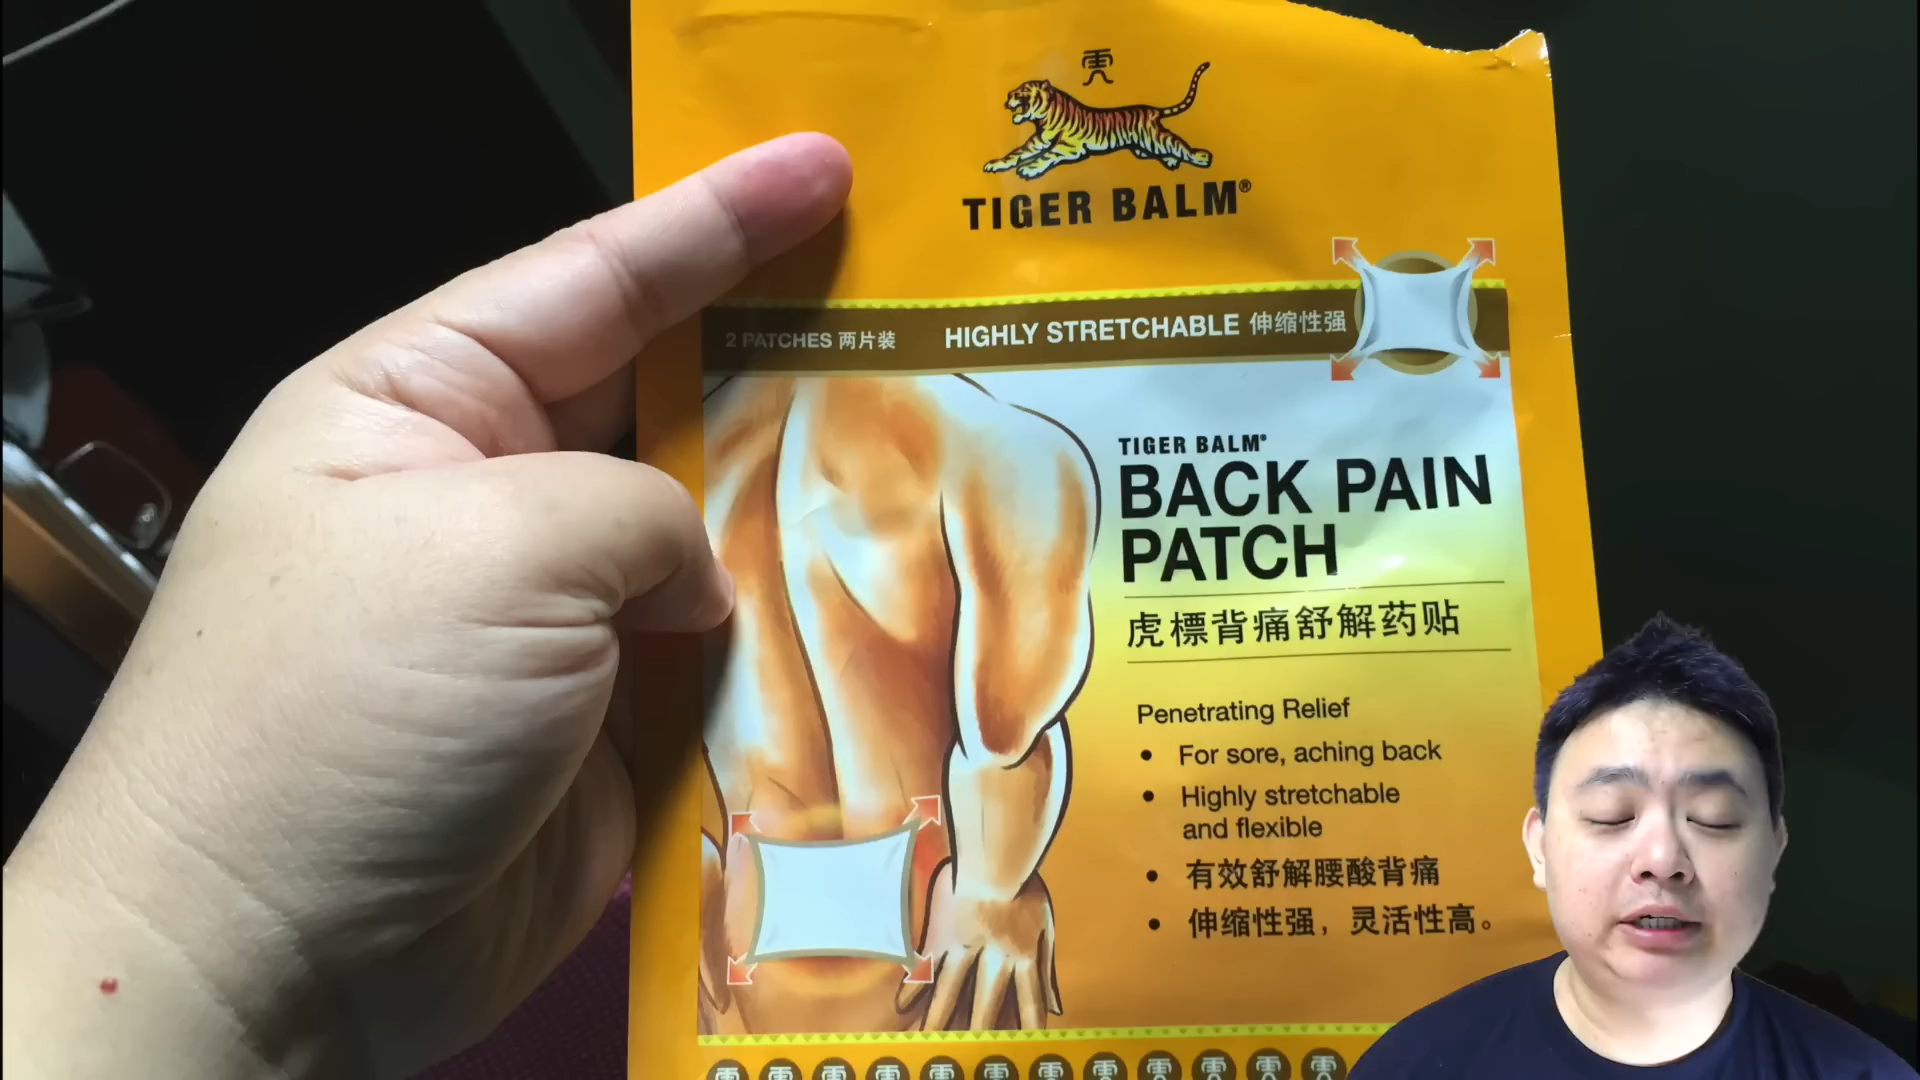 虎
TIGER BALM®
2 PATCHES 两片装
HIGHLY STRETCHABLE 伸缩性强
TIGER BALM®
BACK PAIN
PATCH
虎標背痛舒解药贴
Penetrating Relief
• For sore, aching back
• Highly stretchable
and flexible
• 有效舒解腰酸背痛
• 伸缩性强，灵活性高。